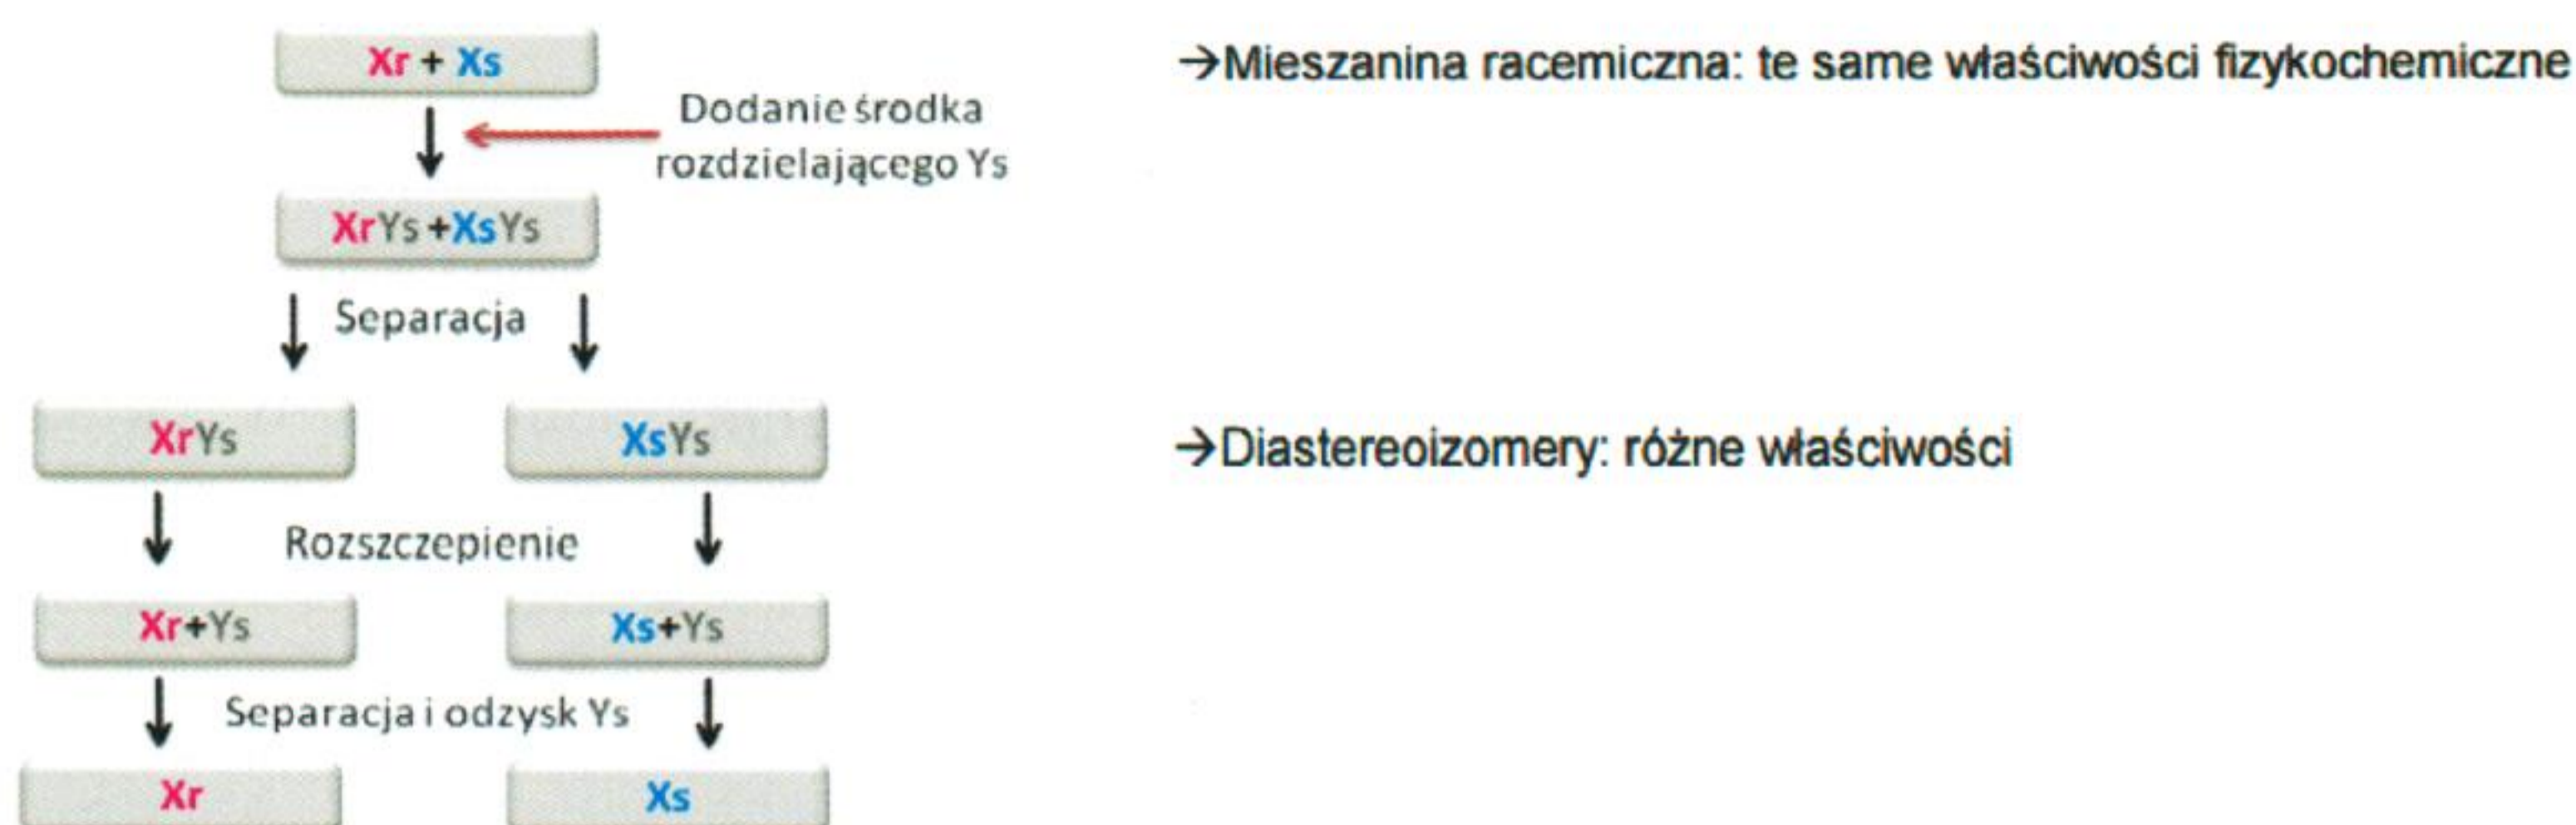 Xr + Xs
→Mieszanina racemiczna: te same właściwości fizykochemiczne
Dodanie środka
rozdzielającego Ys
XrYs +XsYs
Separacja
XrYs XsYs
→Diastereoizomery: różne właściwości
Rozszczepienie
Xr+Ys Xs+Ys
Separacja i odzysk Ys
Xr Xs